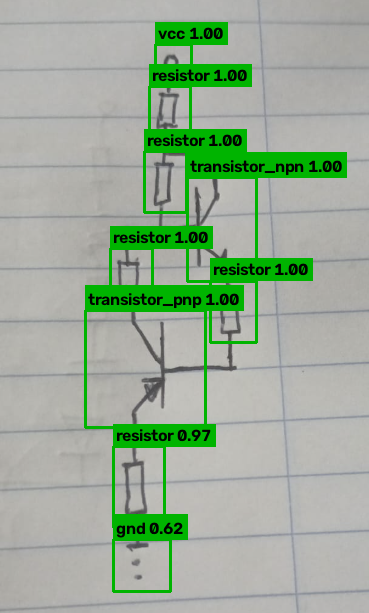 vcc 1.00
resistor 1.00
resistor 1.00
transistor_npn 1.00
resistor 1.00
resistor 1.00
transistor_pnp 1.00
resistor 0.97
gnd 0.62